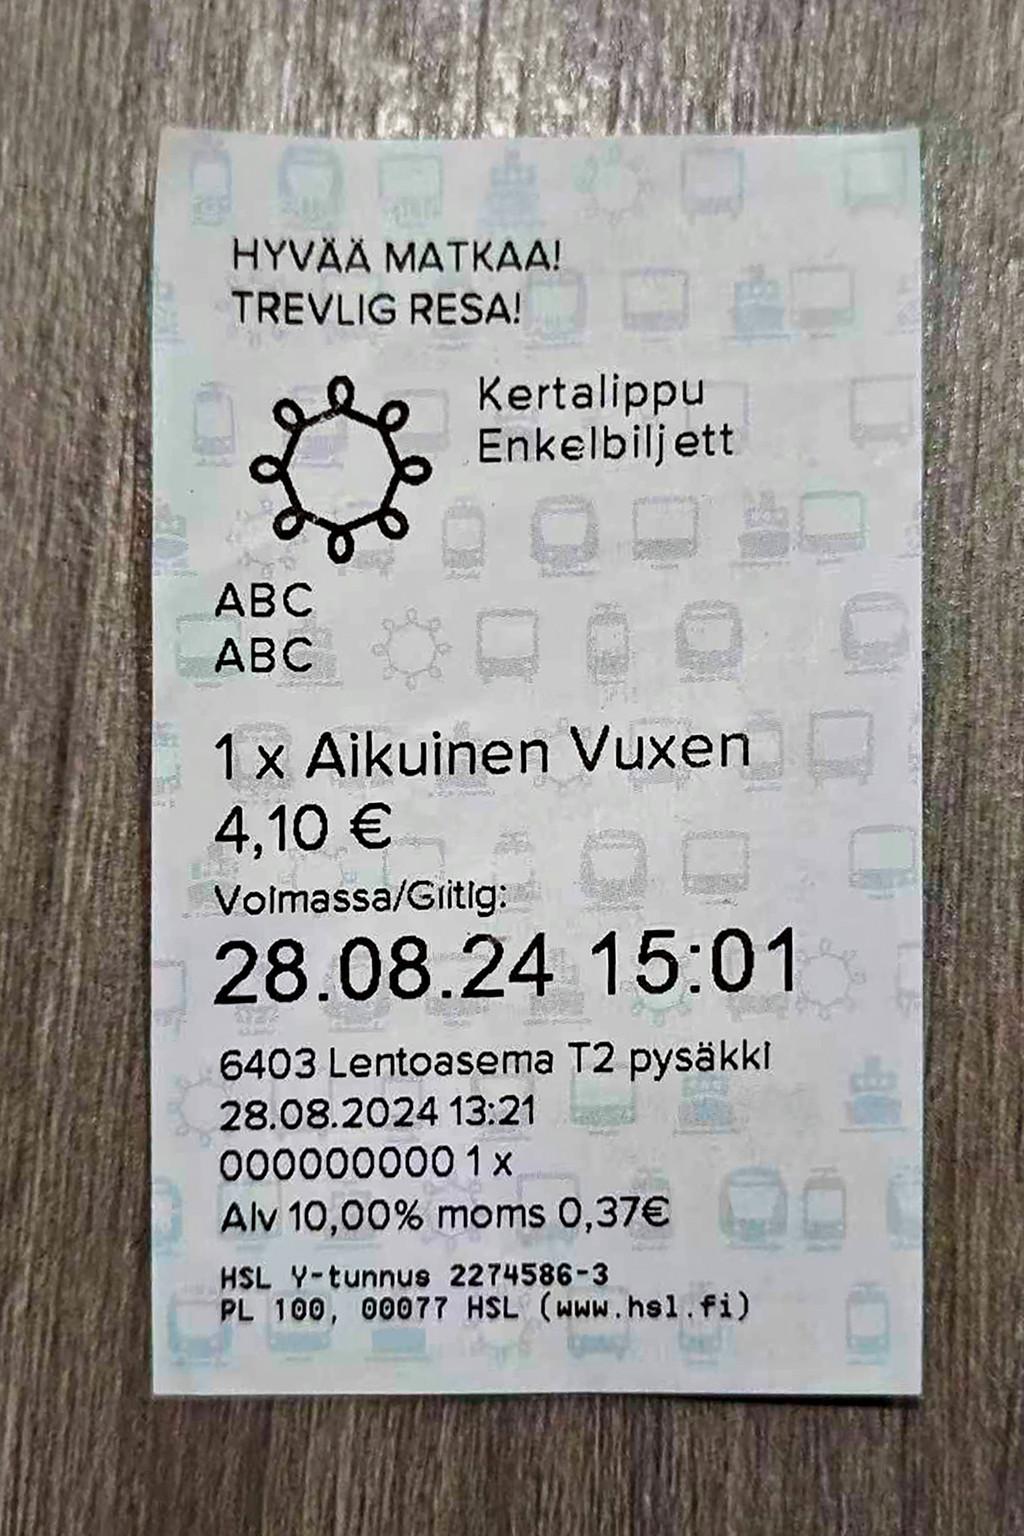 HYVÄÄ MATKAA!
TREVLIG RESA!
Kertalippu
Enkelbiljett
ABC
ABC
1 x Aikuinen Vuxen
4,10 €
Voimassa/Giltig:
28.08.24 15:01
6403 Lentoasema T2 pysäkki
28.08.2024 13:21
000000000 1 x
Alv 10,00% moms 0,37€
HSL Y-tunnus 2274586-3
PL 100, 00077 HSL (www.hsl.fi)